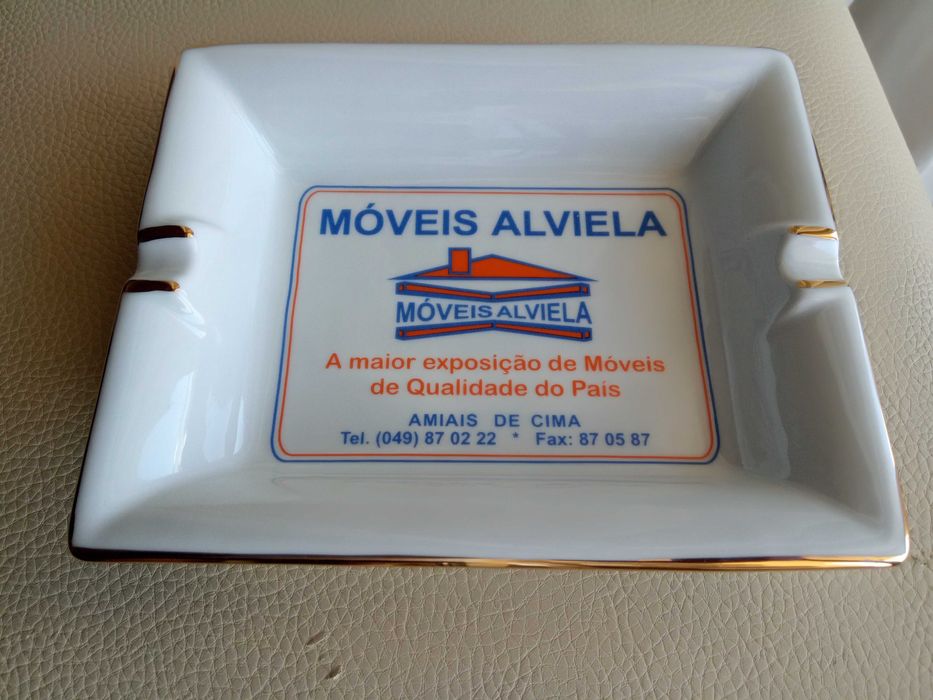 MÓVEIS ALVIELA
MÓVEIS ALVIELA
A maior exposição de Móveis
de Qualidade do País
AMIAIS DE CIMA
Tel. (049) 87 02 22 * Fax: 87 05 87